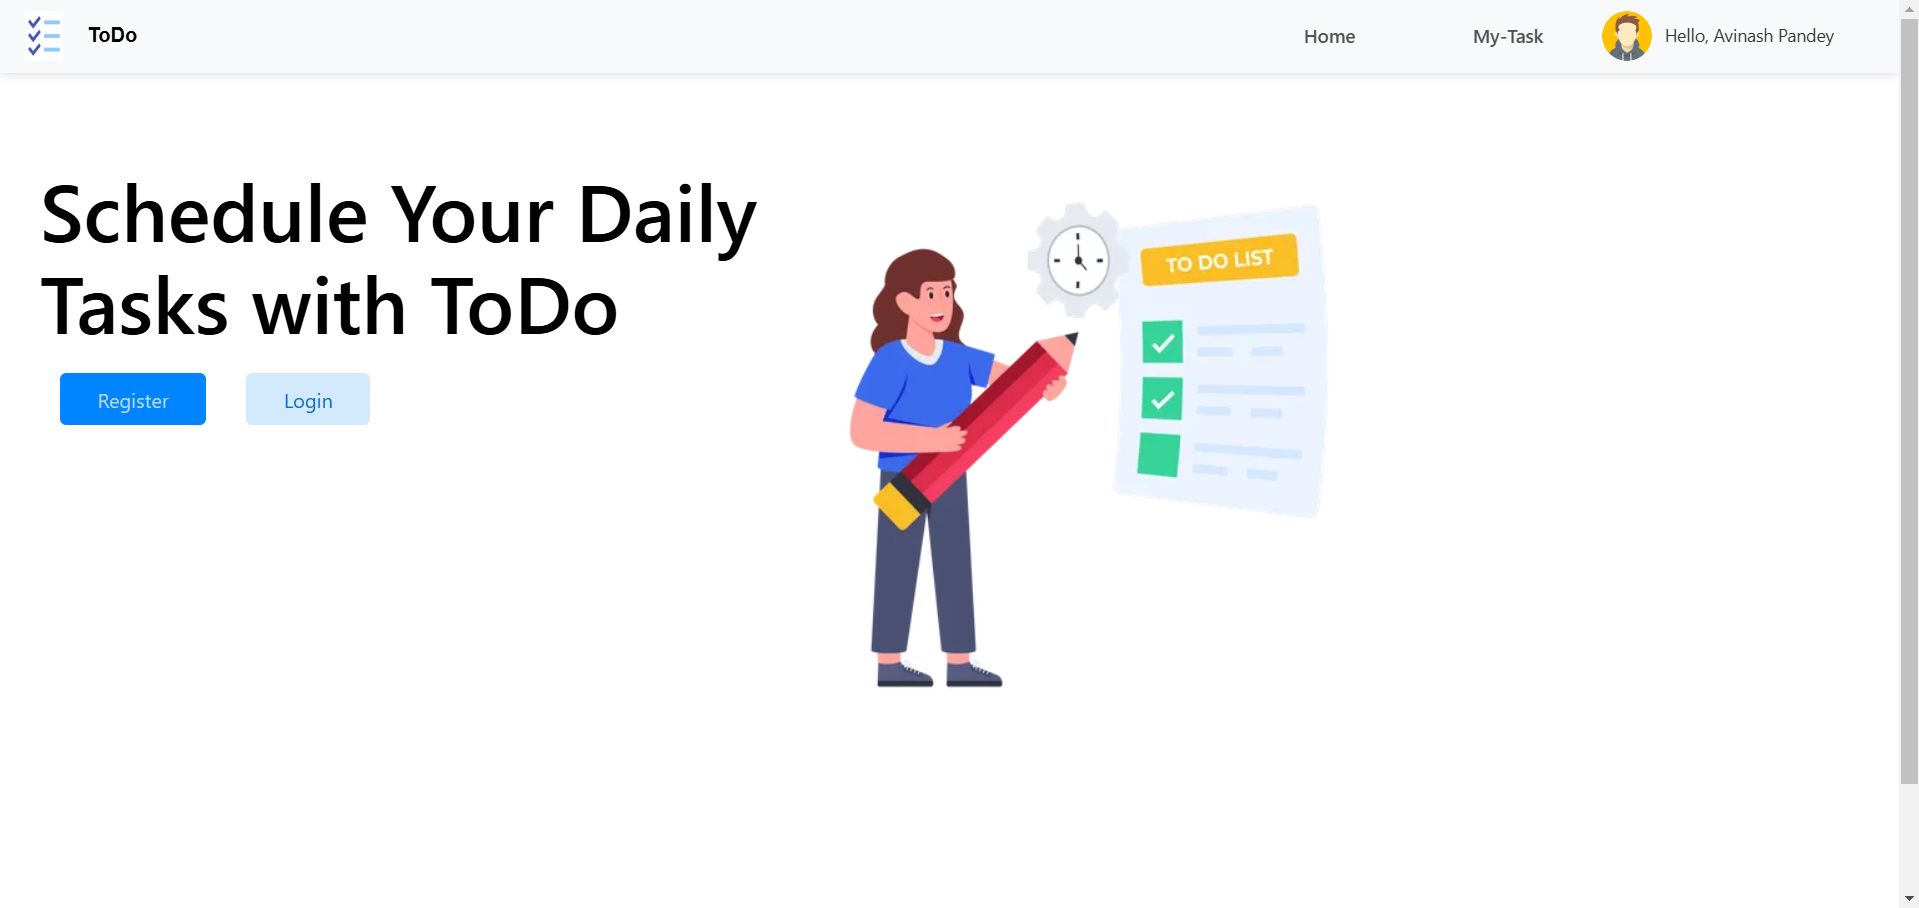 ToDo
Home
My-Task
Hello, Avinash Pandey
Schedule Your Daily
Tasks with ToDo
Register
Login
TO DO LIST